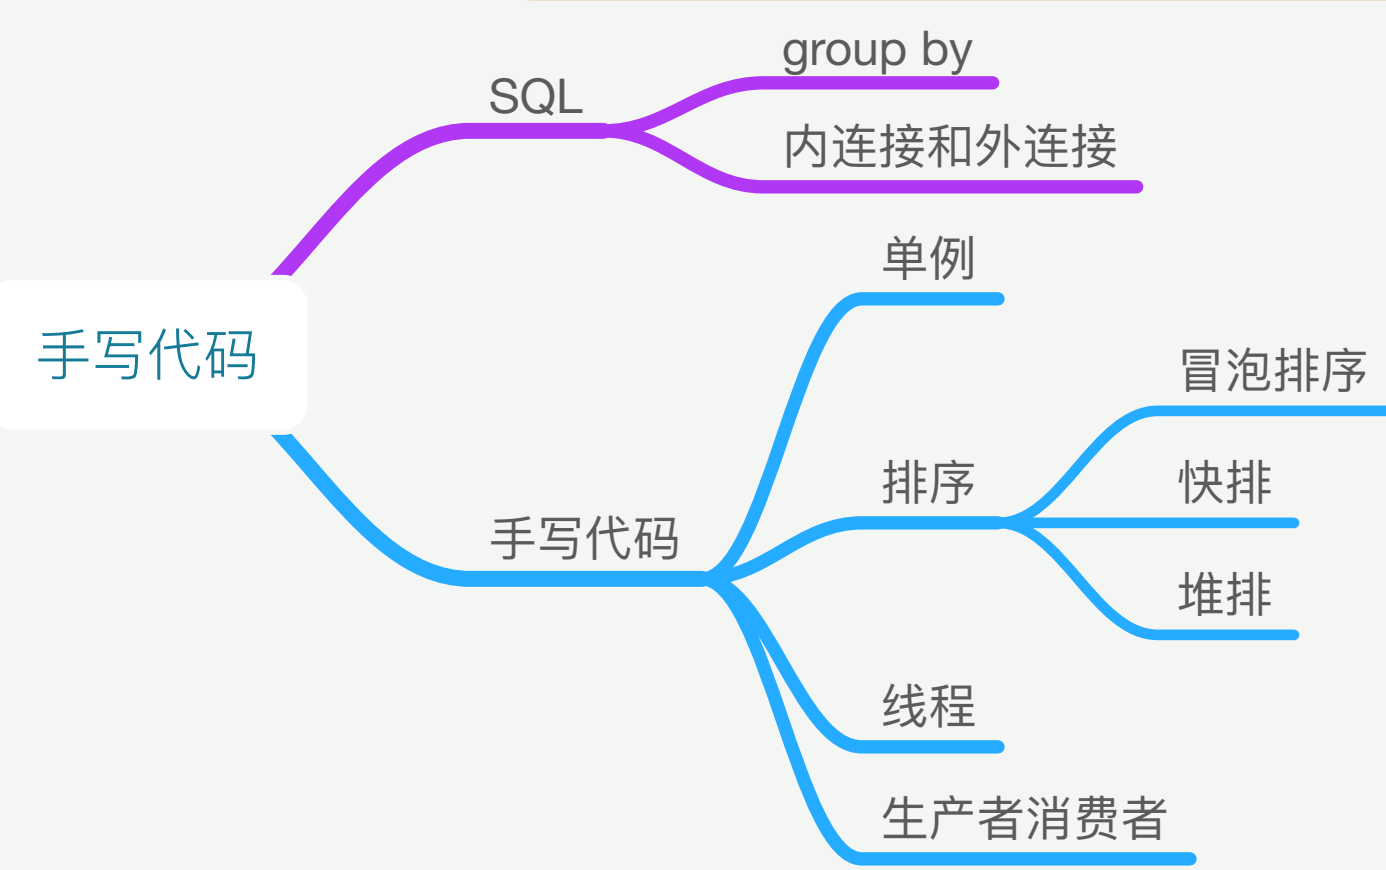 group by
SQL
内连接和外连接
单例
手写代码
冒泡排序
排序
快排
手写代码
堆排
线程
生产者消费者